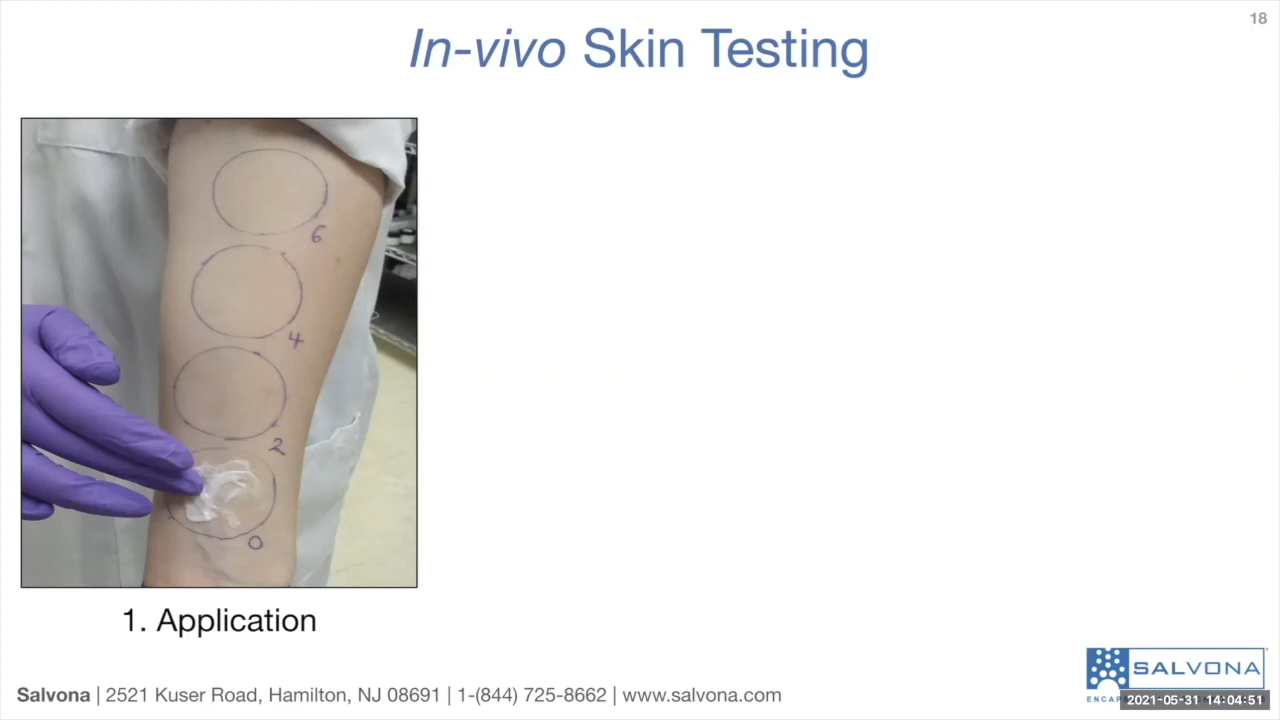 18
In-vivo Skin Testing
6
4
2
0
1. Application
Salvona | 2521 Kuser Road, Hamilton, NJ 08691 | 1-(844) 725-8662 | www.salvona.com
SALVONA
2021-05-31 14:04:51